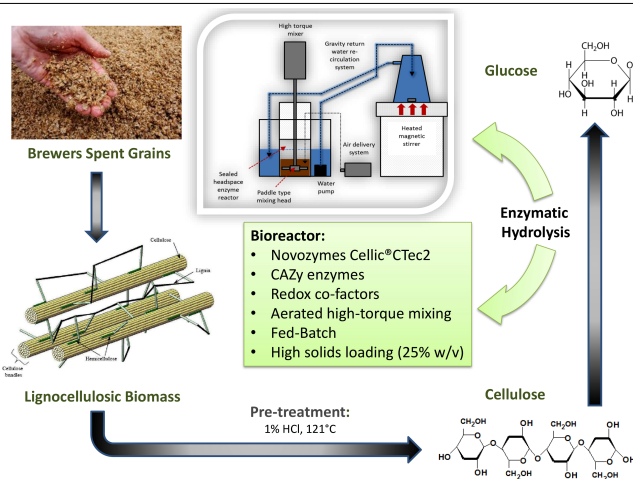 High torque
mixer
Gravity return
water re-
circulation
system
Heated
magnetic
stirrer
Air delivery
system
Sealed
headspace
enzyme
reactor
Paddle type
mixing head
Water
pump
Brewers Spent Grains
Glucose
CH₂OH
H
O
H
H
OH
H
HO
H
OH
Enzymatic
Hydrolysis
Bioreactor:
• Novozymes Cellic®CTec2
• CAZy enzymes
• Redox co-factors
• Aerated high-torque mixing
• Fed-Batch
• High solids loading (25% w/v)
Cellulose
Lignin
Hemicellulose
Cellulose
bundles
Lignocellulosic Biomass
Pre-treatment:
1% HCl, 121°C
Cellulose
CH₂OH
OH
CH₂OH
OH
O
O
O
O
OH
O
OH
O
OH
O
OH
HO
OH
CH₂OH
OH
CH₂OH